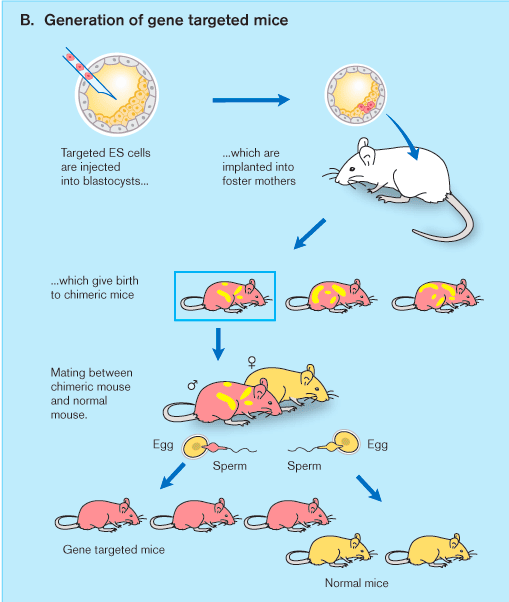 B. Generation of gene targeted mice
Targeted ES cells
are injected
into blastocysts...
...which are
implanted into
foster mothers
...which give birth
to chimeric mice
Mating between
chimeric mouse
and normal
mouse.
♂
♀
Egg
Sperm
Sperm
Egg
Gene targeted mice
Normal mice